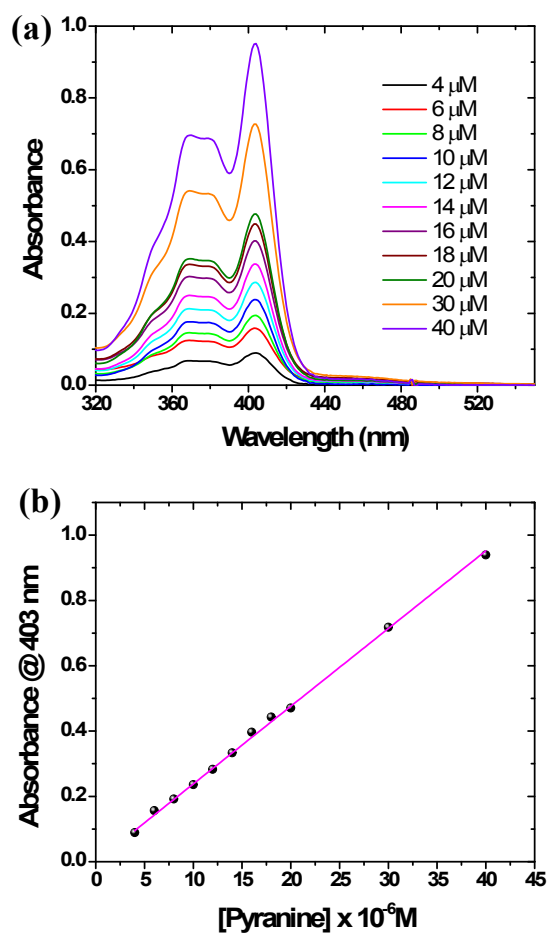 (a)
1.0
0.8
0.6
0.4
0.2
0.0
Absorbance
4 μM
6 μM
8 μM
10 μM
12 μM
14 μM
16 μM
18 μM
20 μM
30 μM
40 μM
320 360 400 440 480 520
Wavelength (nm)
(b)
1.0
0.8
0.6
0.4
0.2
0.0
Absorbance @ 403 nm
0 5 10 15 20 25 30 35 40 45
[Pyranine] x 10⁻⁶M